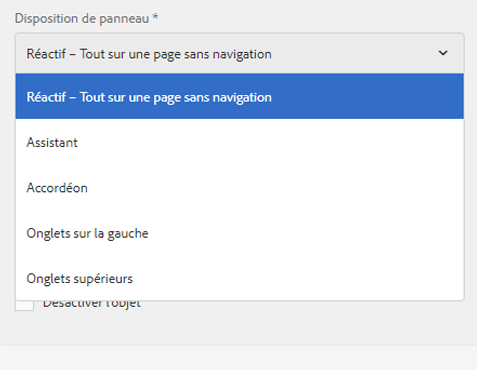 Disposition de panneau *
Réactif – Tout sur une page sans navigation
Réactif – Tout sur une page sans navigation
Assistant
Accordéon
Onglets sur la gauche
Onglets supérieurs
Désactiver l'objet